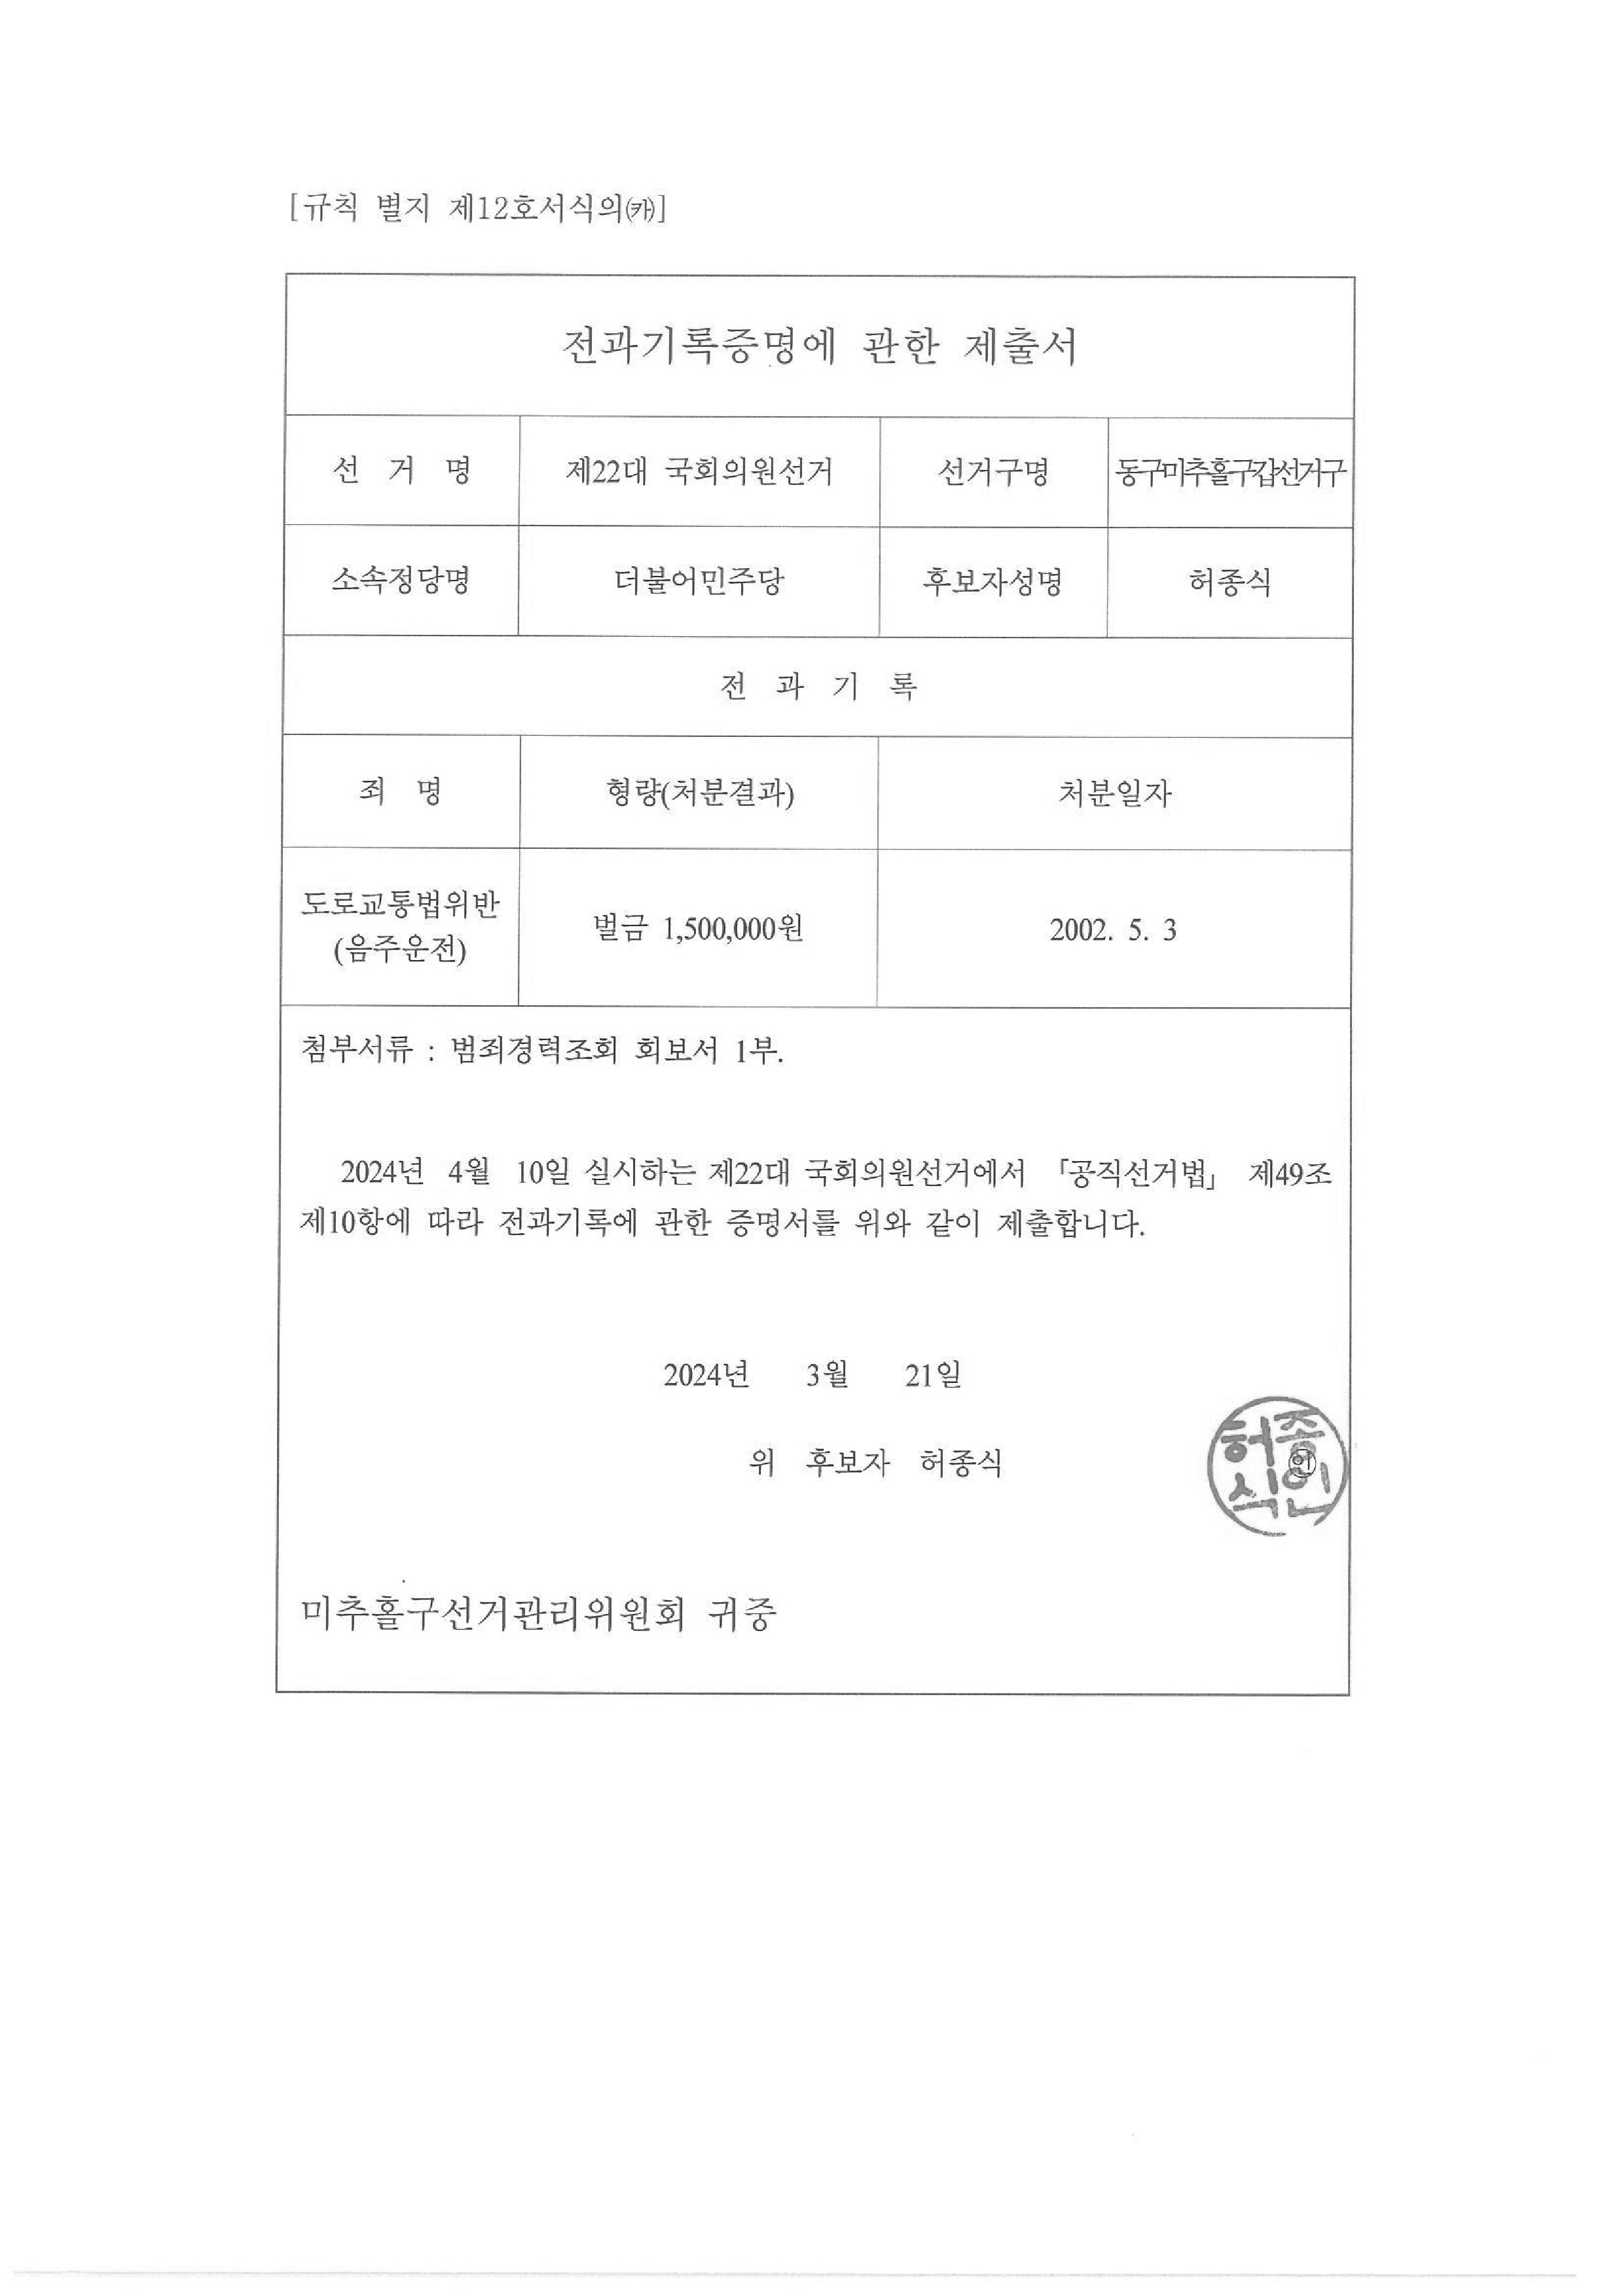 [규칙 별지 제12호서식의㈸]
전과기록증명에 관한 제출서
선 거 명 제22대 국회의원선거 선거구명 동구미추홀구갑선거구
소속정당명 더불어민주당 후보자성명 허종식
전 과 기 록
죄 명 형량(처분결과) 처분일자
도로교통법위반
(음주운전) 벌금 1,500,000원 2002. 5. 3
첨부서류 : 범죄경력조회 회보서 1부.
2024년 4월 10일 실시하는 제22대 국회의원선거에서 「공직선거법」 제49조
제10항에 따라 전과기록에 관한 증명서를 위와 같이 제출합니다.
2024년 3월 21일
위 후보자 허종식 ㊞
허종
식인
미추홀구선거관리위원회 귀중